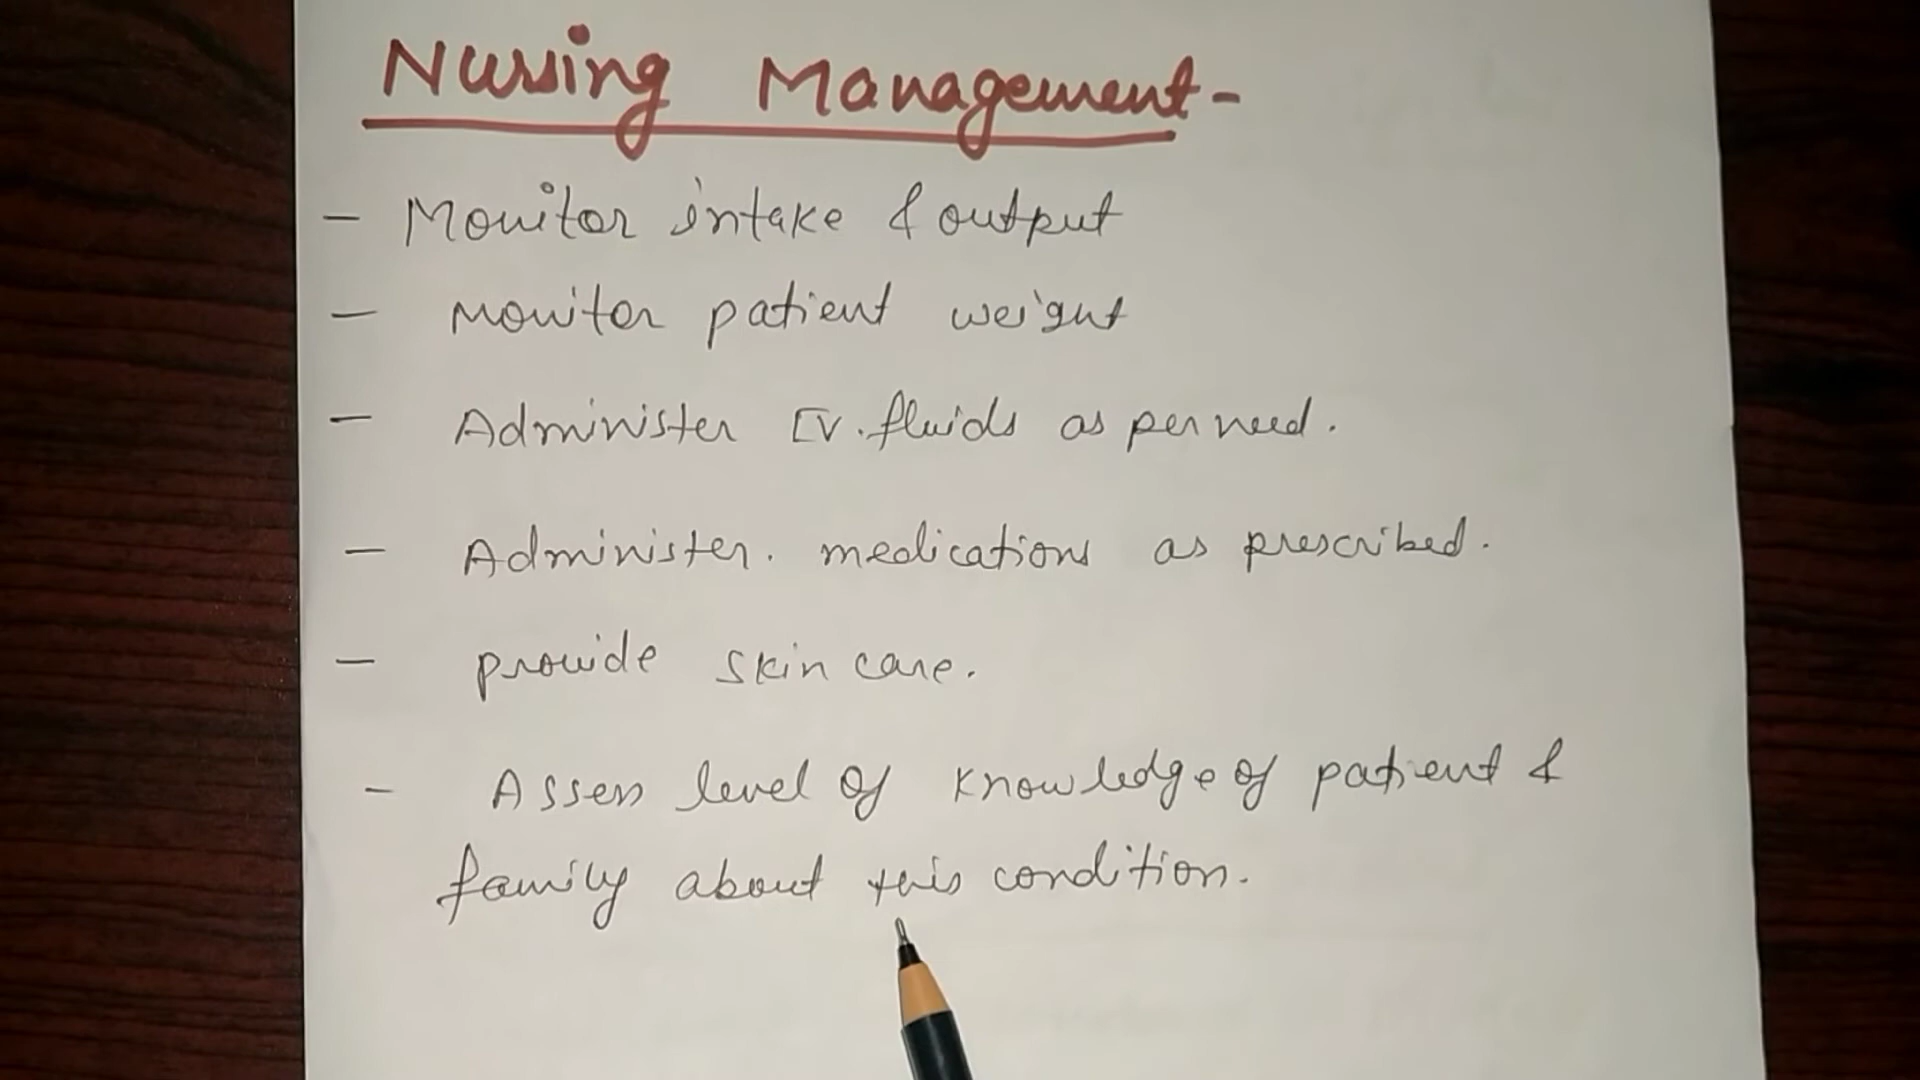 Nursing Management-
- Monitor intake & output
- Monitor patient weight
- Administer IV. fluids as per need.
- Administer. medications as prescribed.
- provide skin care.
- Assess level of knowledge of patient &
family about this condition.